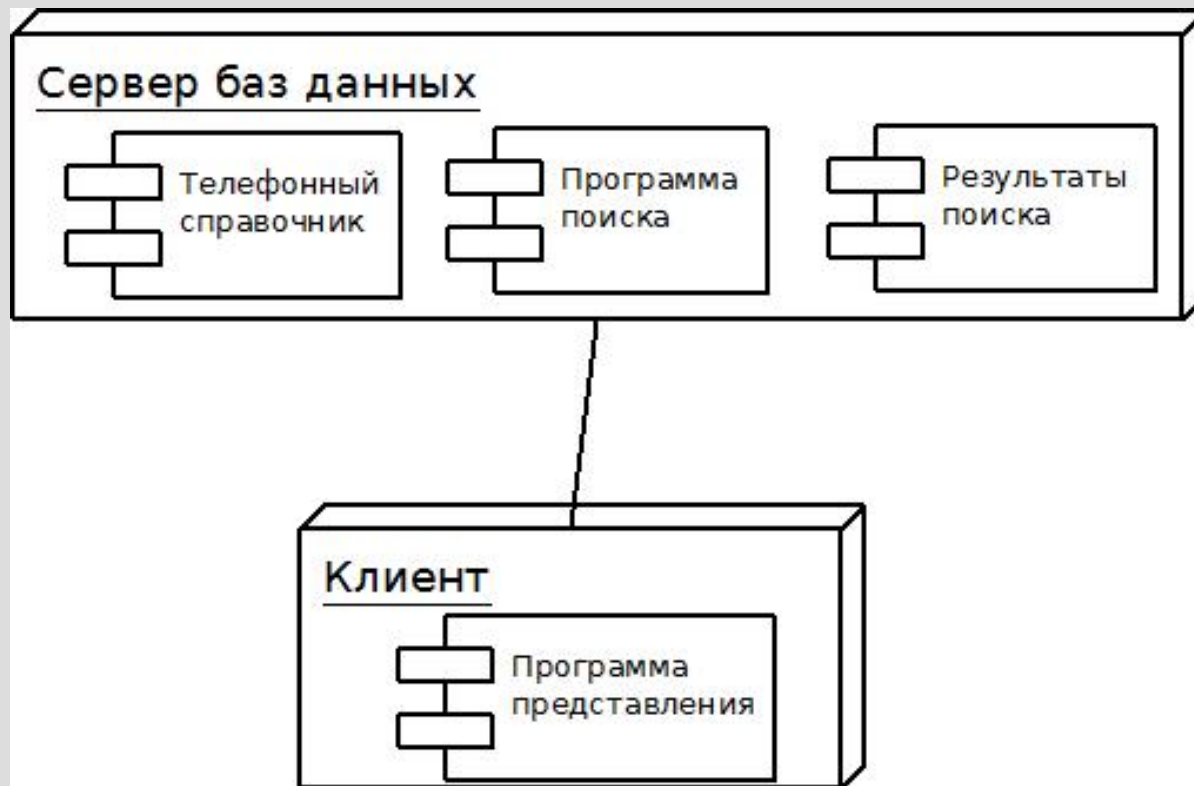 Сервер баз данных
Телефонный
справочник
Программа
поиска
Результаты
поиска
Клиент
Программа
представления